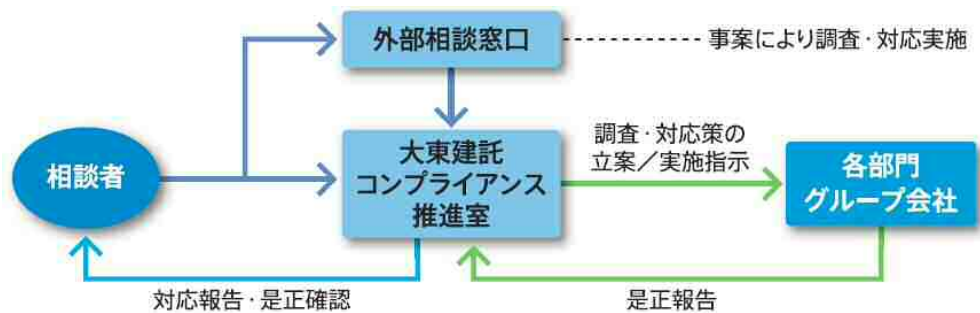 外部相談窓口
事案により調査・対応実施
相談者
大東建託
コンプライアンス
推進室
調査・対応策の
立案／実施指示
各部門
グループ会社
対応報告・是正確認
是正報告